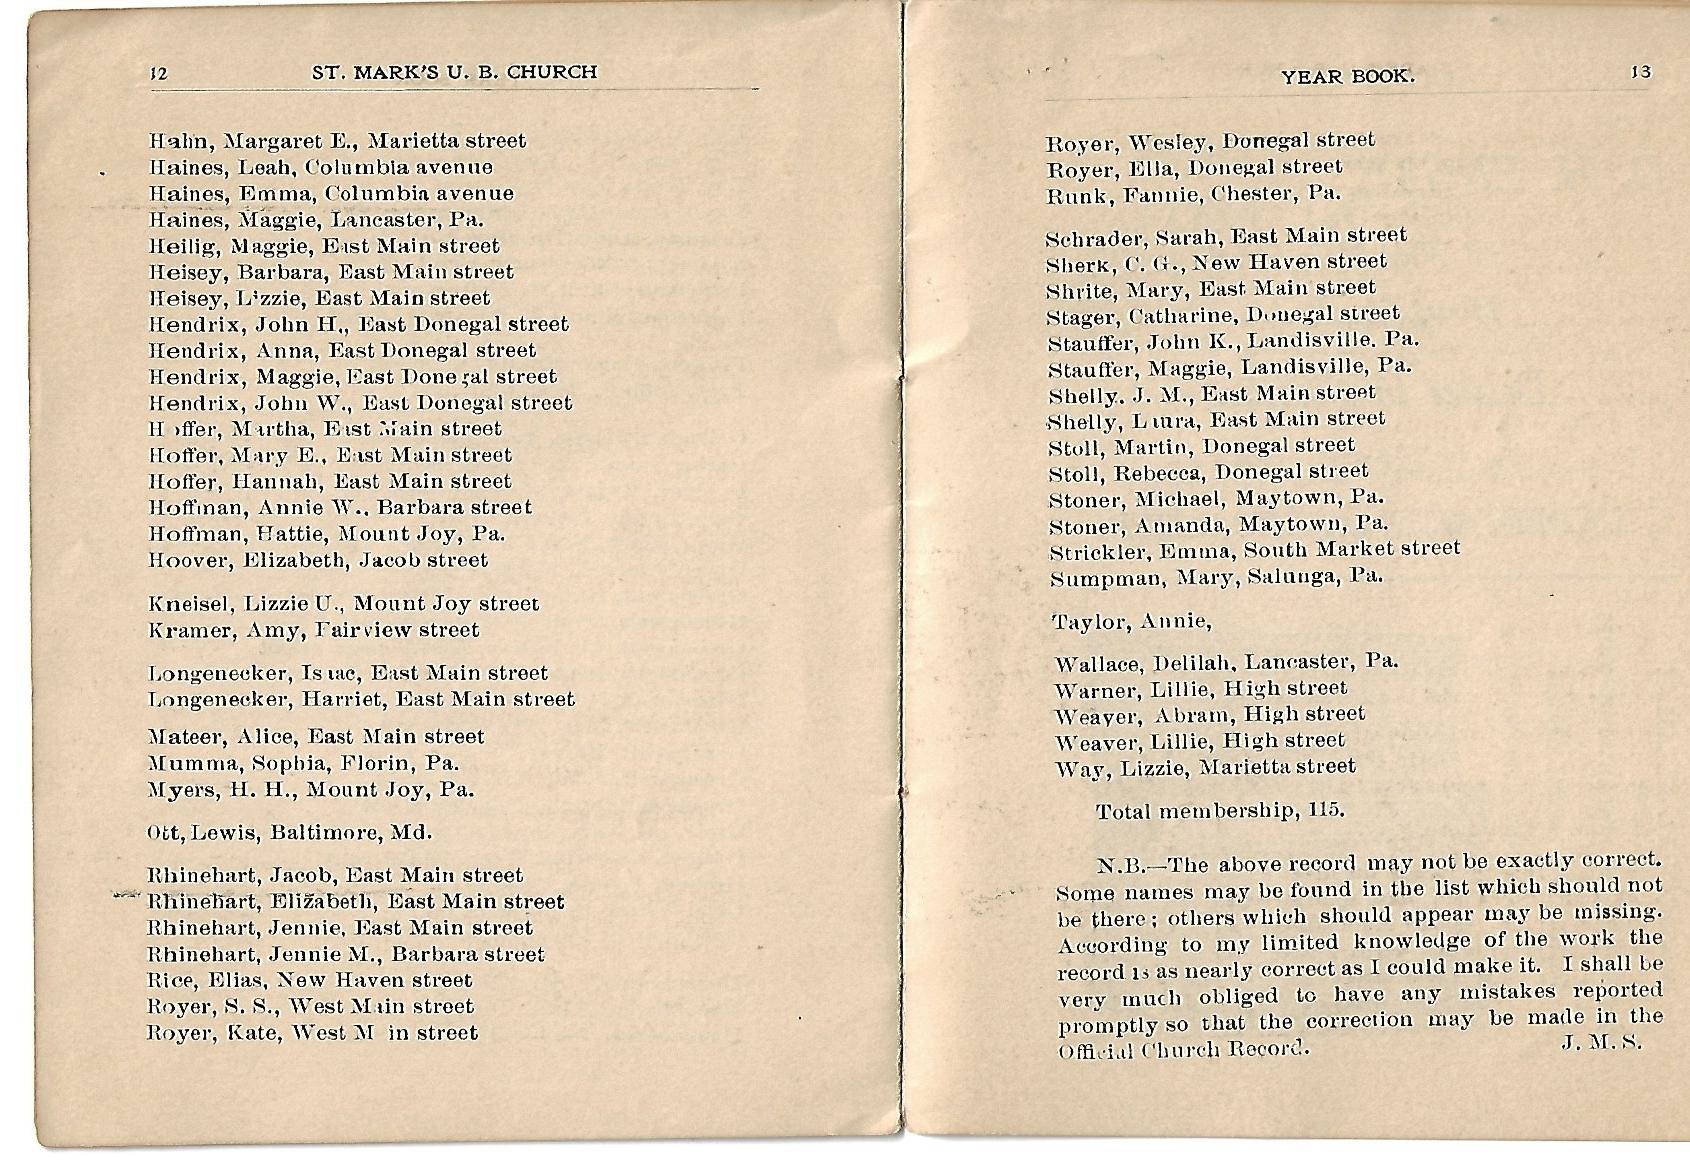 12 ST. MARK'S U. B. CHURCH
Hahn, Margaret E., Marietta street
Haines, Leah, Columbia avenue
Haines, Emma, Columbia avenue
Haines, Maggie, Lancaster, Pa.
Heilig, Maggie, East Main street
Heisey, Barbara, East Main street
Heisey, Lizzie, East Main street
Hendrix, John H., East Donegal street
Hendrix, Anna, East Donegal street
Hendrix, Maggie, East Donegal street
Hendrix, John W., East Donegal street
Hoffer, Martha, East Main street
Hoffer, Mary E., East Main street
Hoffer, Hannah, East Main street
Hoffman, Annie W., Barbara street
Hoffman, Hattie, Mount Joy, Pa.
Hoover, Elizabeth, Jacob street
Kneisel, Lizzie U., Mount Joy street
Kramer, Amy, Fairview street
Longenecker, Isaac, East Main street
Longenecker, Harriet, East Main street
Mateer, Alice, East Main street
Mumma, Sophia, Florin, Pa.
Myers, H. H., Mount Joy, Pa.
Ott, Lewis, Baltimore, Md.
Rhinehart, Jacob, East Main street
Rhinehart, Elizabeth, East Main street
Rhinehart, Jennie, East Main street
Rhinehart, Jennie M., Barbara street
Rice, Elias, New Haven street
Royer, S. S., West Main street
Royer, Kate, West Main street
YEAR BOOK. 13
Royer, Wesley, Donegal street
Royer, Ella, Donegal street
Runk, Fannie, Chester, Pa.
Schrader, Sarah, East Main street
Sherk, C. G., New Haven street
Shrite, Mary, East Main street
Stager, Catharine, Donegal street
Stauffer, John K., Landisville. Pa.
Stauffer, Maggie, Landisville, Pa.
Shelly. J. M., East Main street
Shelly, Laura, East Main street
Stoll, Martin, Donegal street
Stoll, Rebecca, Donegal street
Stoner, Michael, Maytown, Pa.
Stoner, Amanda, Maytown, Pa.
Strickler, Emma, South Market street
Sumpman, Mary, Salunga, Pa.
Taylor, Annie,
Wallace, Delilah, Lancaster, Pa.
Warner, Lillie, High street
Weaver, Abram, High street
Weaver, Lillie, High street
Way, Lizzie, Marietta street
Total membership, 115.
N.B.—The above record may not be exactly correct.
Some names may be found in the list which should not
be there; others which should appear may be missing.
According to my limited knowledge of the work the
record is as nearly correct as I could make it. I shall be
very much obliged to have any mistakes reported
promptly so that the correction may be made in the
Official Church Record. J. M. S.